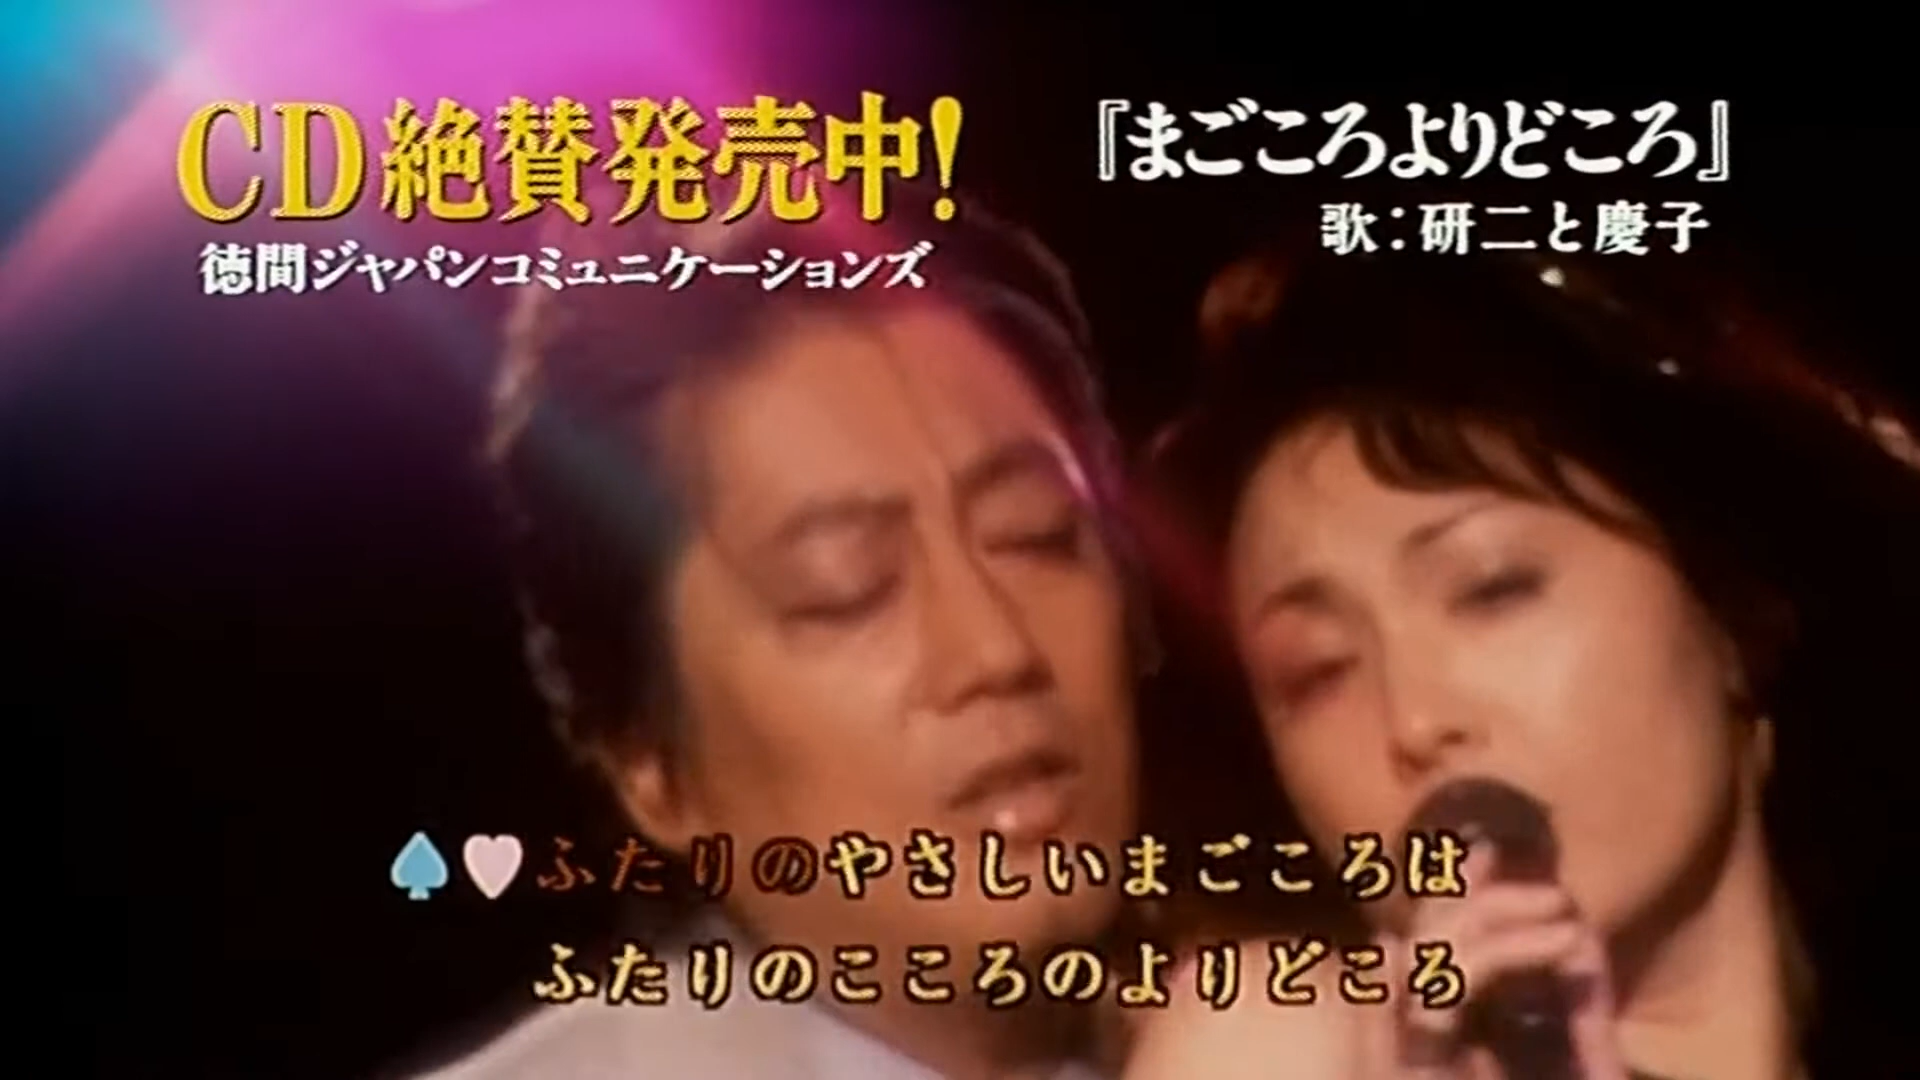 CD絶賛発売中!
徳間ジャパンコミュニケーションズ
『まごころよりどころ』
歌:研二と慶子
♠♥ふたりのやさしいまごころは
ふたりのこころのよりどころ